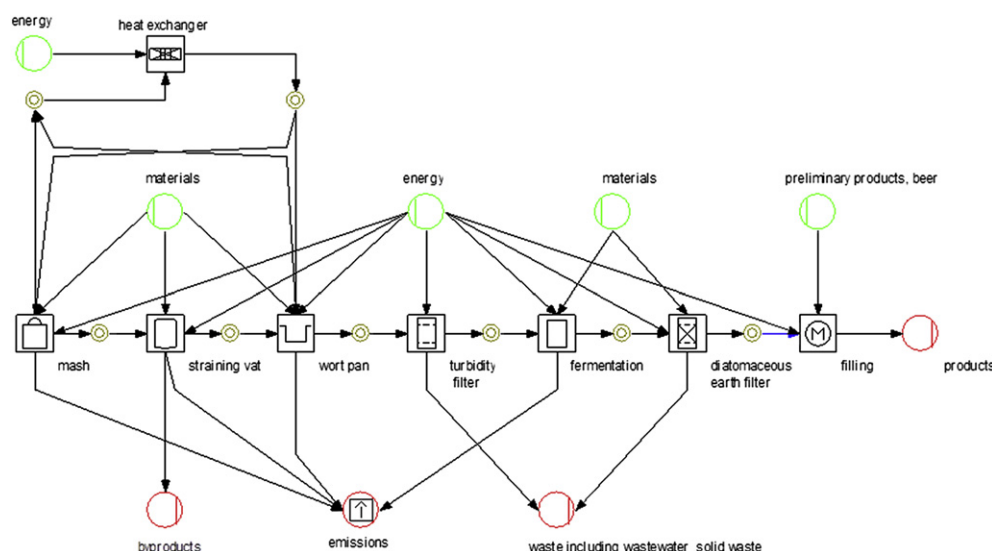 energy
heat exchanger
materials
energy
materials
preliminary products, beer
mash
straining vat
wort pan
turbidity
filter
fermentation
diatomaceous
earth filter
filling
products
M
byproducts
emissions
waste including wastewater, solid waste